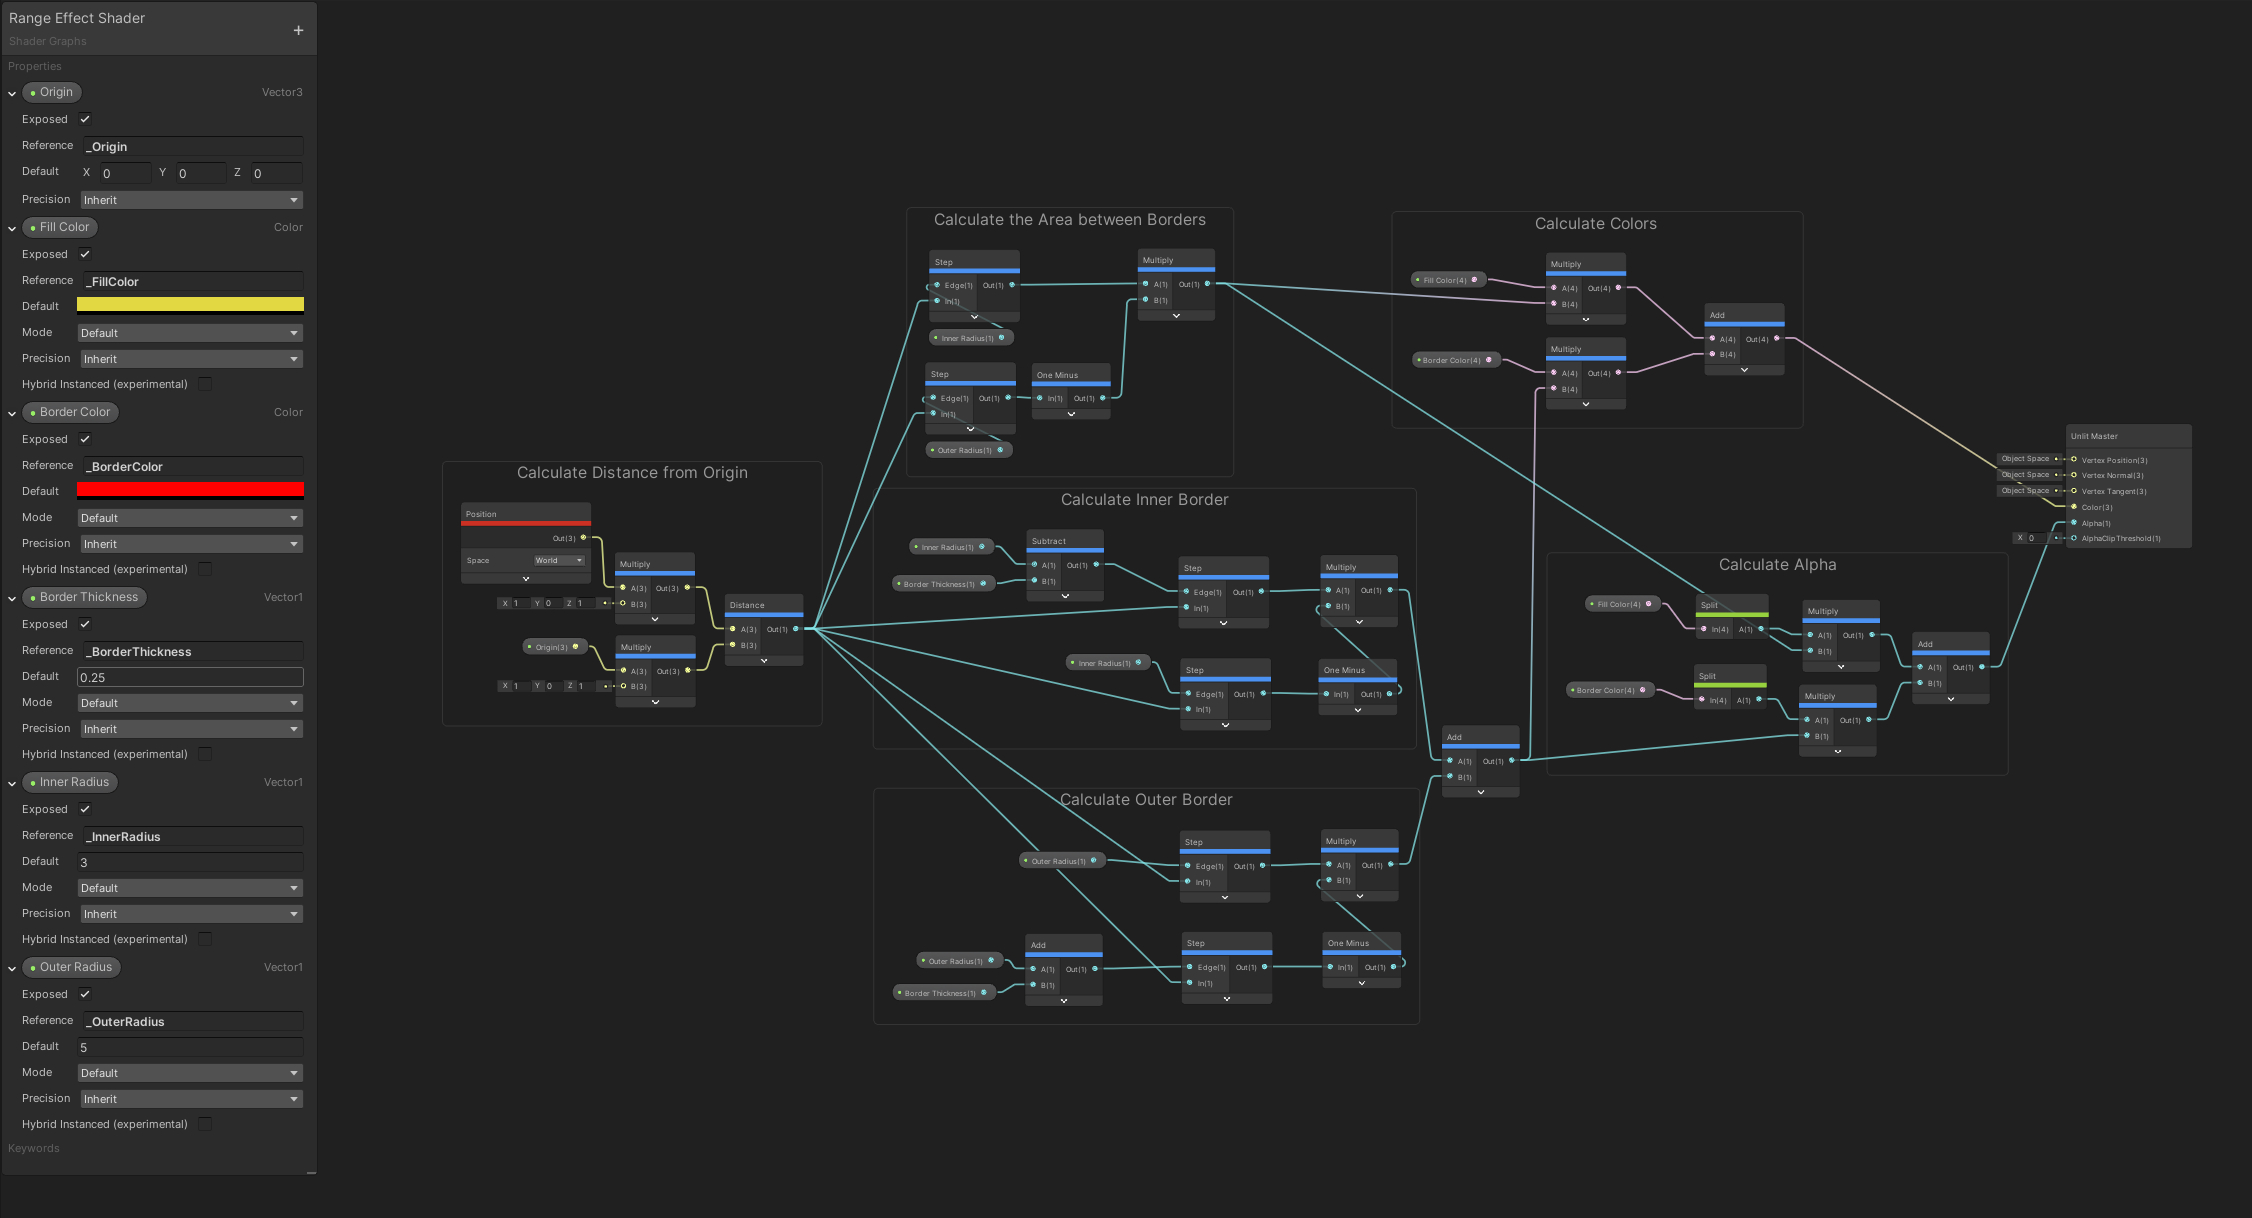 Range Effect Shader
Shader Graphs
Properties
Origin Vector3
Exposed
Reference _Origin
Default X 0 Y 0 Z 0
Precision Inherit
Fill Color Color
Exposed
Reference _FillColor
Default
Mode Default
Precision Inherit
Hybrid Instanced (experimental)
Border Color Color
Exposed
Reference _BorderColor
Default
Mode Default
Precision Inherit
Hybrid Instanced (experimental)
Border Thickness Vector1
Exposed
Reference _BorderThickness
Default 0.25
Mode Default
Precision Inherit
Hybrid Instanced (experimental)
Inner Radius Vector1
Exposed
Reference _InnerRadius
Default 3
Mode Default
Precision Inherit
Hybrid Instanced (experimental)
Outer Radius Vector1
Exposed
Reference _OuterRadius
Default 5
Mode Default
Precision Inherit
Hybrid Instanced (experimental)
Keywords
Calculate Distance from Origin
Position
Out(3)
Space World
Multiply
A(3) Out(3)
X 1 Y 0 Z 1 B(3)
Origin(3)
Multiply
A(3) Out(3)
X 1 Y 0 Z 1 B(3)
Distance
A(3) Out(1)
B(3)
Calculate the Area between Borders
Step
Edge(1) Out(1)
In(1)
Inner Radius(1)
Multiply
A(1) Out(1)
B(1)
Step
Edge(1) Out(1)
In(1)
Outer Radius(1)
One Minus
In(1) Out(1)
Calculate Inner Border
Inner Radius(1)
Border Thickness(1)
Subtract
A(1) Out(1)
B(1)
Step
Edge(1) Out(1)
In(1)
Multiply
A(1) Out(1)
B(1)
Inner Radius(1)
Step
Edge(1) Out(1)
In(1)
One Minus
In(1) Out(1)
Calculate Outer Border
Outer Radius(1)
Step
Edge(1) Out(1)
In(1)
Multiply
A(1) Out(1)
B(1)
Outer Radius(1)
Border Thickness(1)
Add
A(1) Out(1)
B(1)
Step
Edge(1) Out(1)
In(1)
One Minus
In(1) Out(1)
Add
A(1) Out(1)
B(1)
Calculate Colors
Fill Color(4)
Multiply
A(4) Out(4)
B(4)
Border Color(4)
Multiply
A(4) Out(4)
B(4)
Add
A(4) Out(4)
B(4)
Calculate Alpha
Fill Color(4)
Split
In(4) A(1)
Multiply
A(1) Out(1)
B(1)
Border Color(4)
Split
In(4) A(1)
Multiply
A(1) Out(1)
B(1)
Add
A(1) Out(1)
B(1)
Unlit Master
Object Space Vertex Position(3)
Object Space Vertex Normal(3)
Object Space Vertex Tangent(3)
Color(3)
Alpha(1)
X 0 AlphaClipThreshold(1)